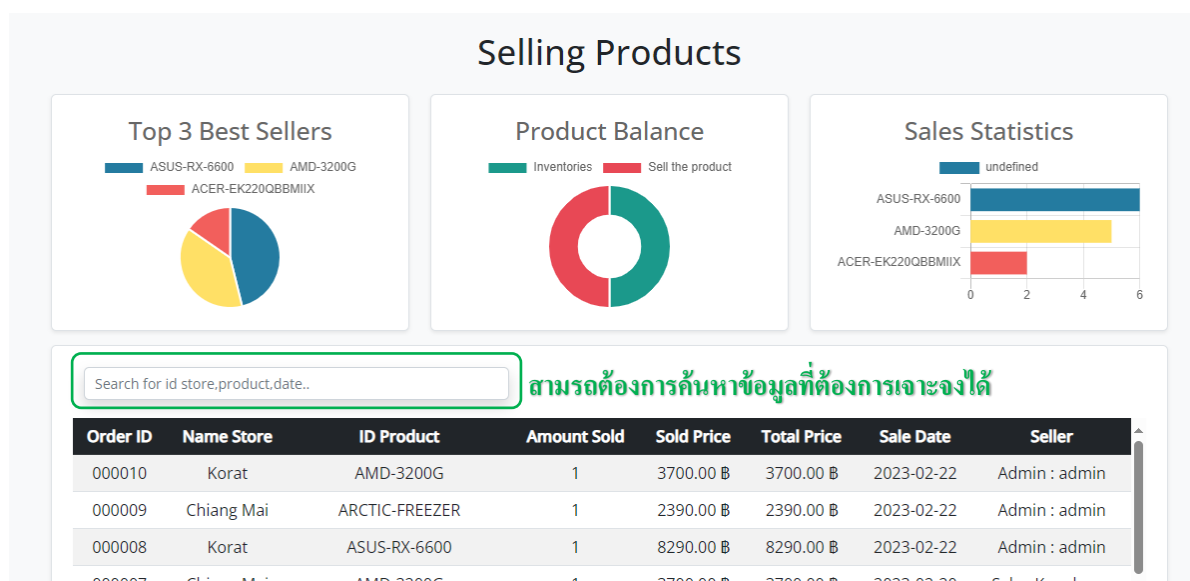 Selling Products
Top 3 Best Sellers
ASUS-RX-6600 AMD-3200G
ACER-EK220QBBMIIX
Product Balance
Inventories Sell the product
Sales Statistics
undefined
ASUS-RX-6600
AMD-3200G
ACER-EK220QBBMIIX
0 2 4 6
Search for id store,product,date..
สามรถต้องการค้นหาข้อมูลที่ต้องการเจาะจงได้
Order ID Name Store ID Product Amount Sold Sold Price Total Price Sale Date Seller
000010 Korat AMD-3200G 1 3700.00 ฿ 3700.00 ฿ 2023-02-22 Admin : admin
000009 Chiang Mai ARCTIC-FREEZER 1 2390.00 ฿ 2390.00 ฿ 2023-02-22 Admin : admin
000008 Korat ASUS-RX-6600 1 8290.00 ฿ 8290.00 ฿ 2023-02-22 Admin : admin